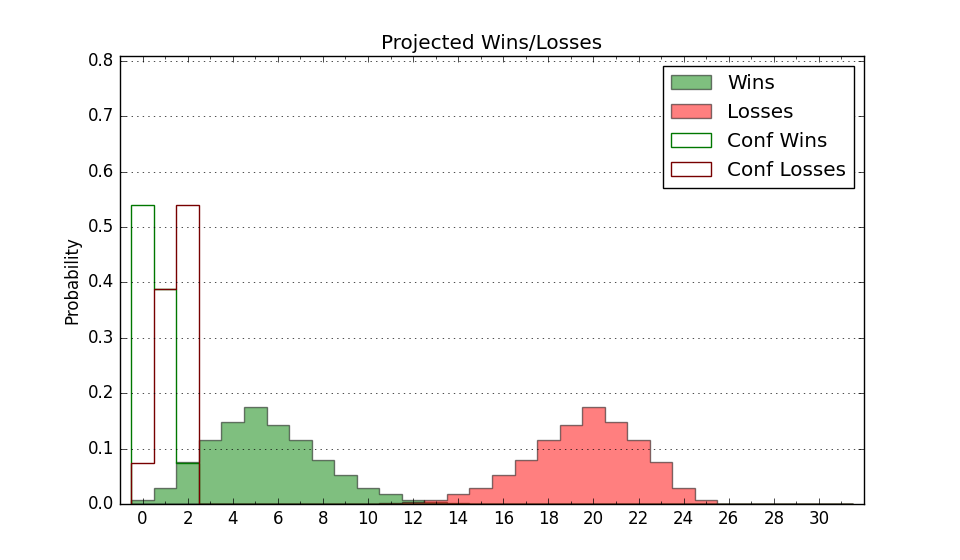 Projected Wins/Losses
0.8
0.7
0.6
0.5
0.4
0.3
0.2
0.1
0.0
Probability
Wins
Losses
Conf Wins
Conf Losses
0 2 4 6 8 10 12 14 16 18 20 22 24 26 28 30